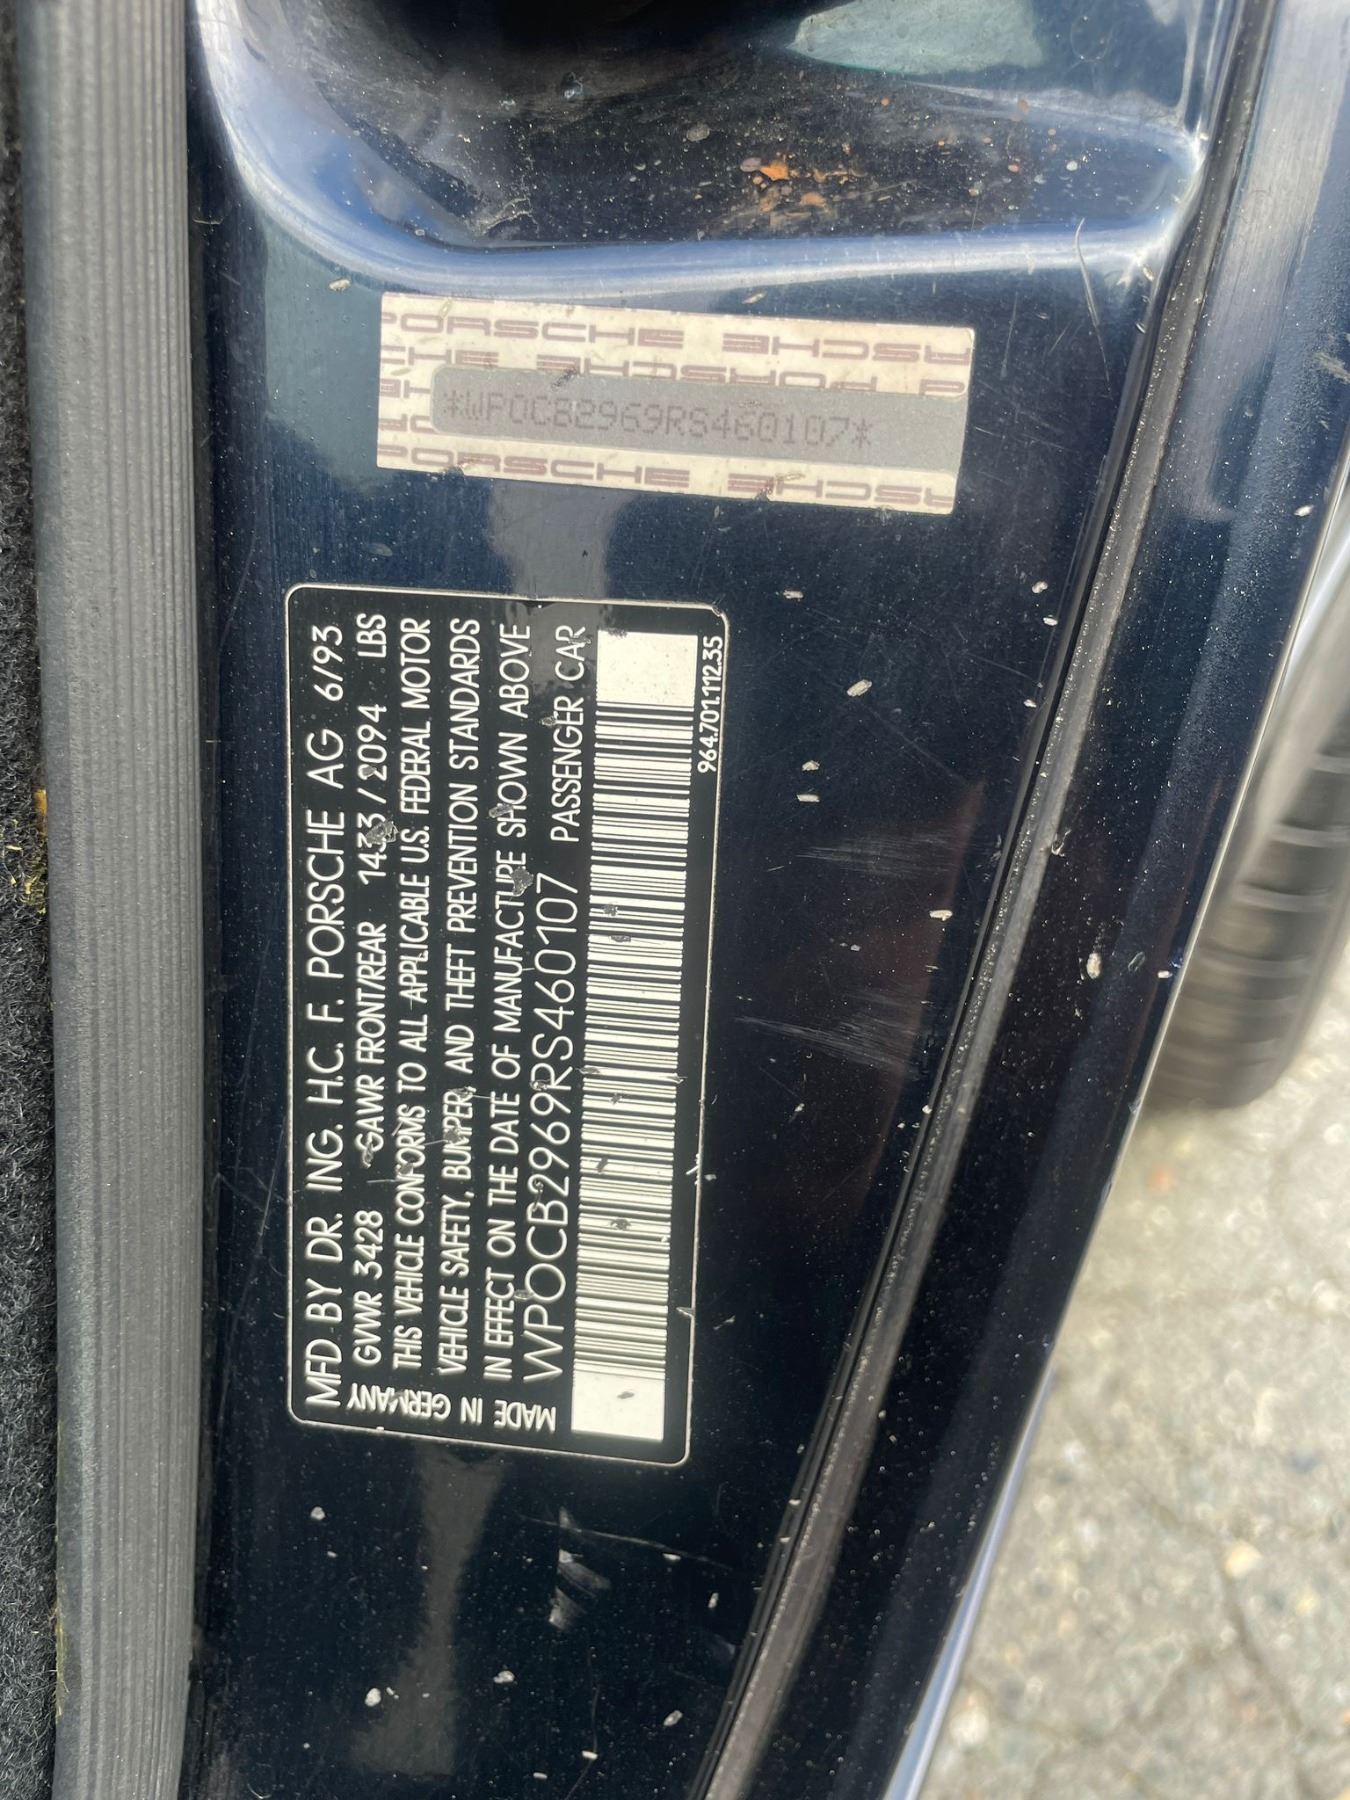 PORSCHE PORSCHE
*WP0CB2969RS460107*
PORSCHE PORSCHE
MFD BY DR. ING. H.C. F. PORSCHE AG 6/93
GVWR 3428 GAWR FRONT/REAR 1433/2094 LBS
THIS VEHICLE CONFORMS TO ALL APPLICABLE U.S. FEDERAL MOTOR
VEHICLE SAFETY, BUMPER, AND THEFT PREVENTION STANDARDS
IN EFFECT ON THE DATE OF MANUFACTURE SHOWN ABOVE
WP0CB2969RS460107 PASSENGER CAR
MADE IN GERMANY
964.701.112.35